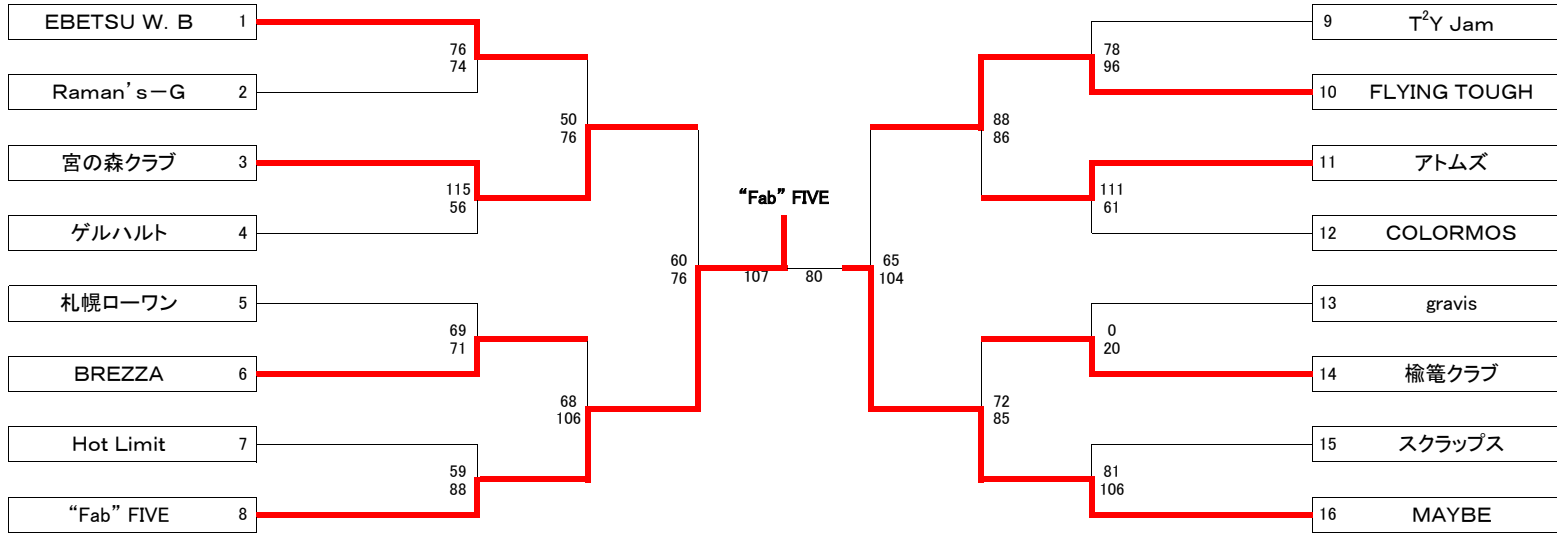 EBETSU W. B 1
76
74
Raman's－G 2
50
76
宮の森クラブ 3
115
56
ゲルハルト 4
60
76
札幌ローワン 5
69
71
BREZZA 6
68
106
Hot Limit 7
59
88
“Fab” FIVE 8
“Fab” FIVE
107 80
9 T²Y Jam
78
96
10 FLYING TOUGH
88
86
11 アトムズ
111
61
12 COLORMOS
65
104
13 gravis
0
20
14 楡篭クラブ
72
85
15 スクラップス
81
106
16 MAYBE